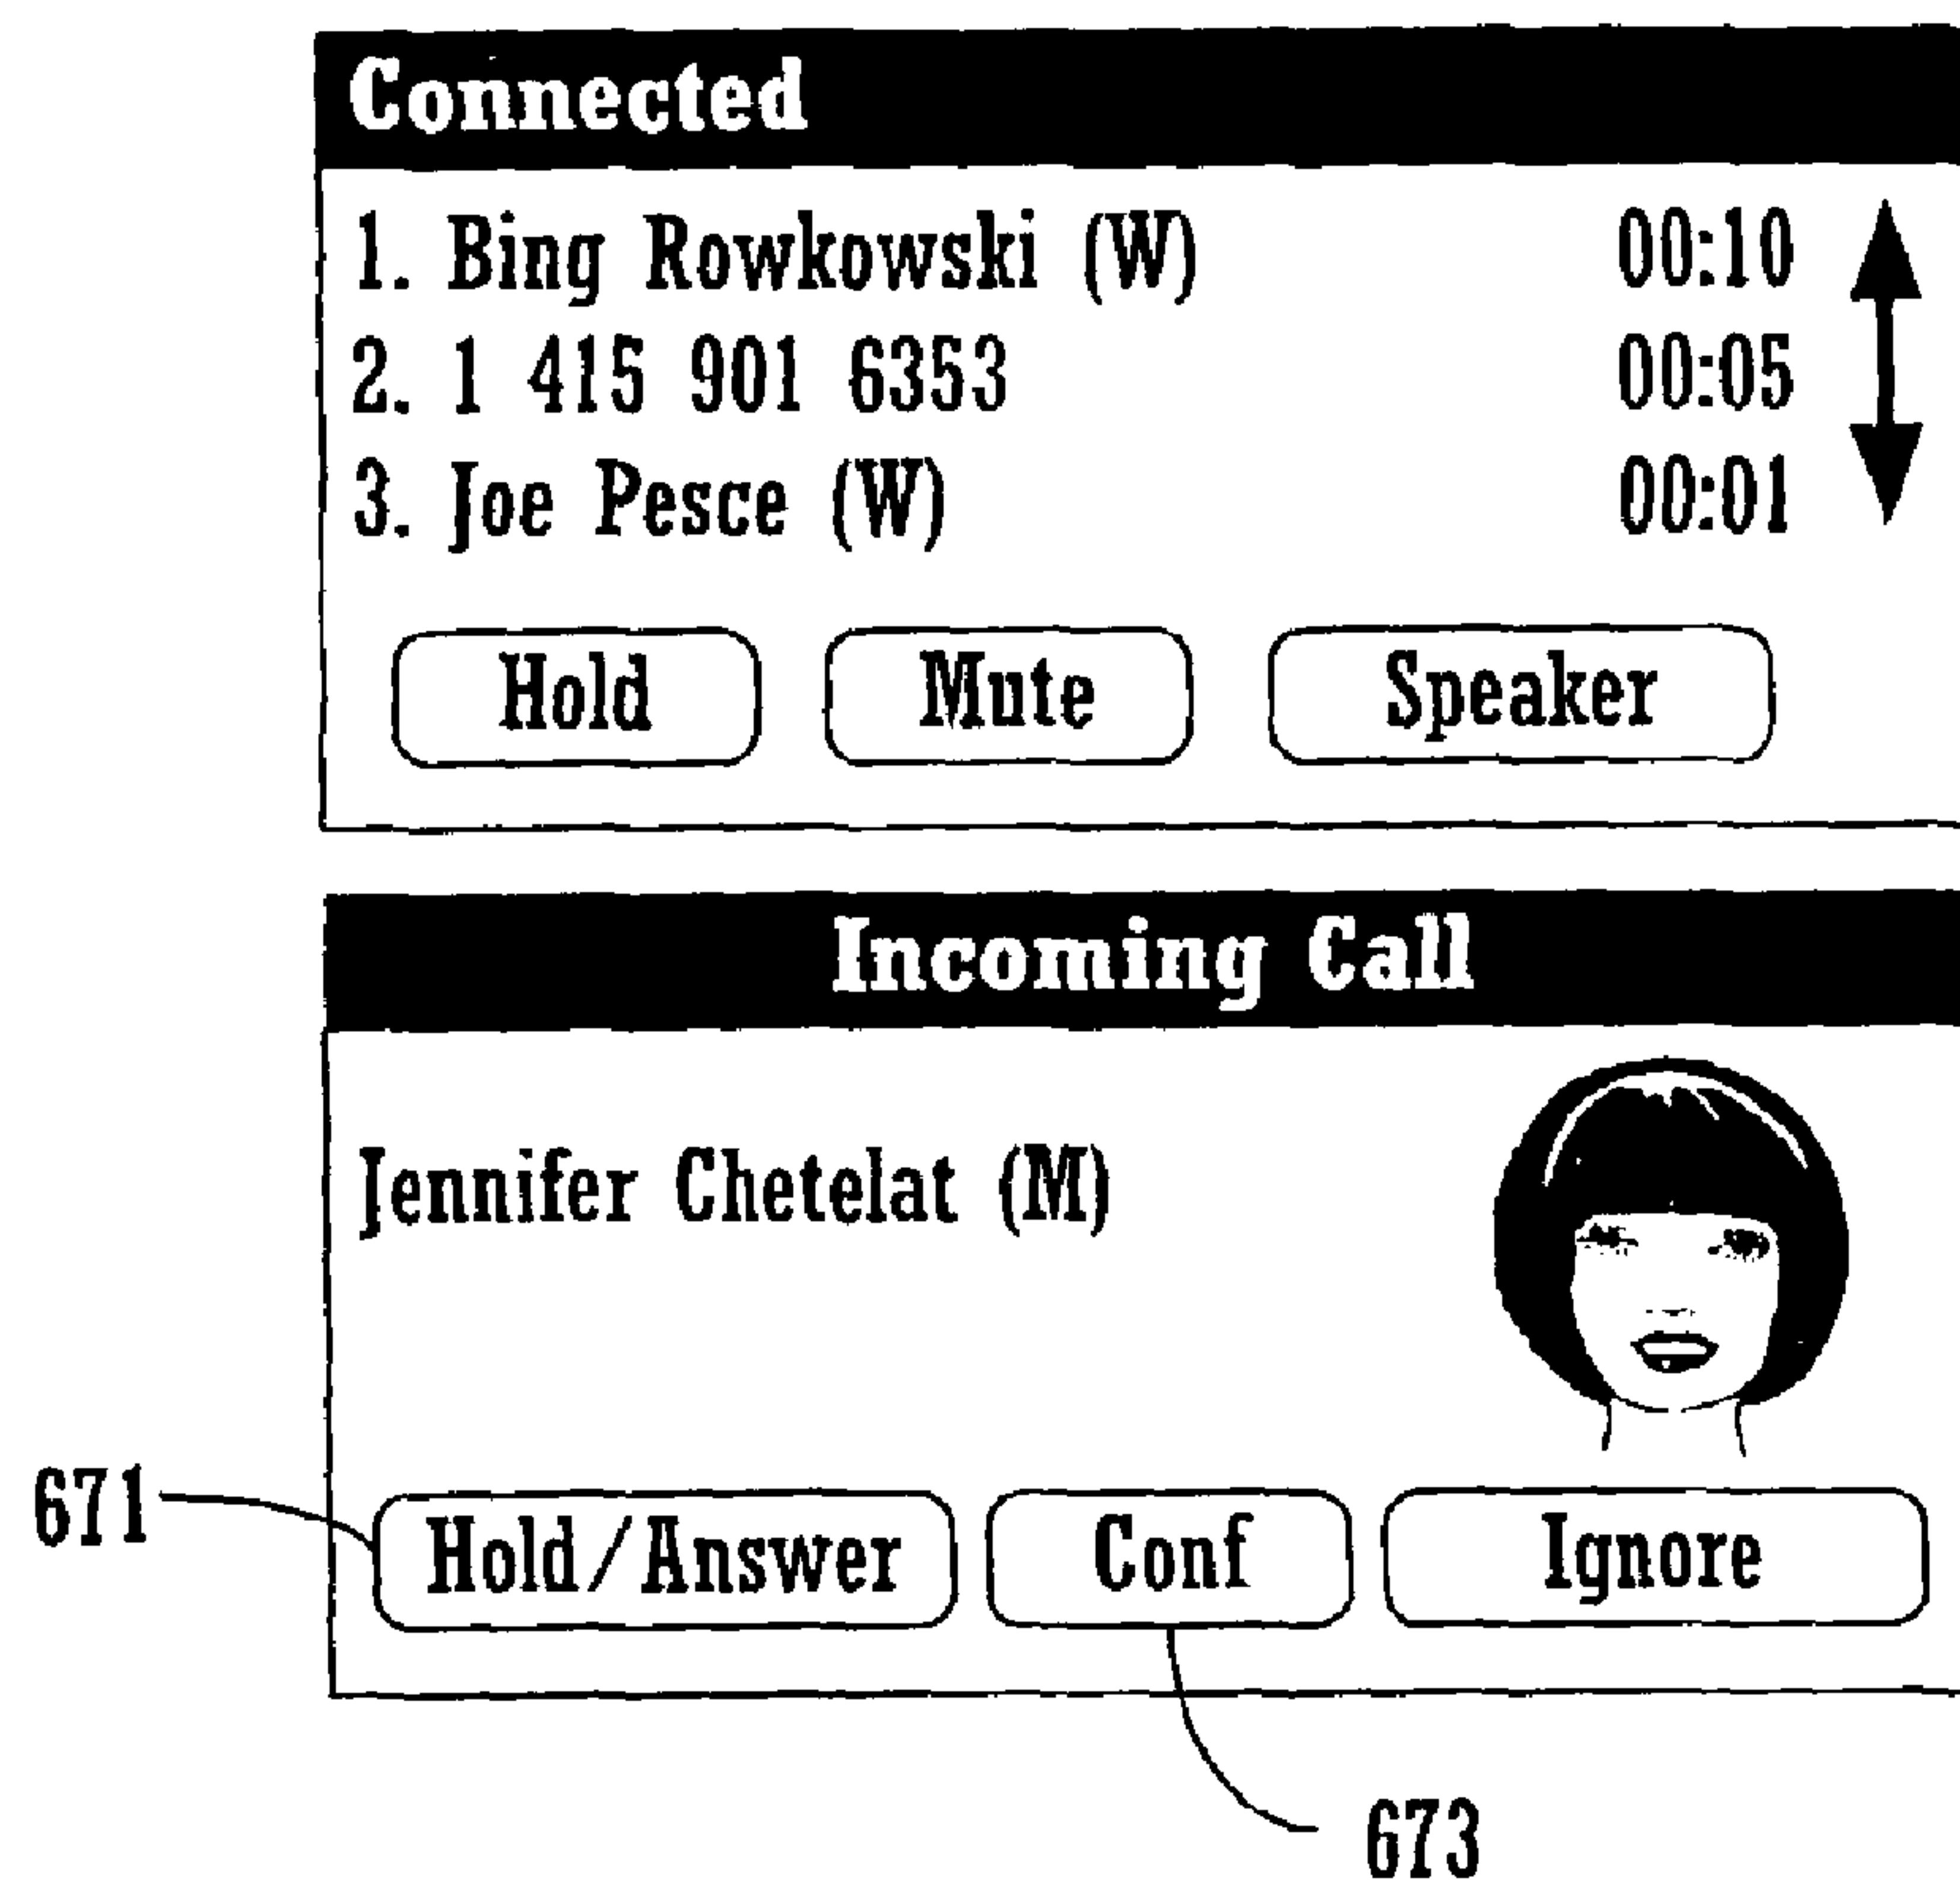 Connected
1. Bing Rowkowski (W) 00:10
2. 1 415 901 6353 00:05
3. Joe Pesce (W) 00:01
Hold Mute Speaker
Incoming Call
Jennifer Chetelat (M)
671 Hold/Answer Conf Ignore
673